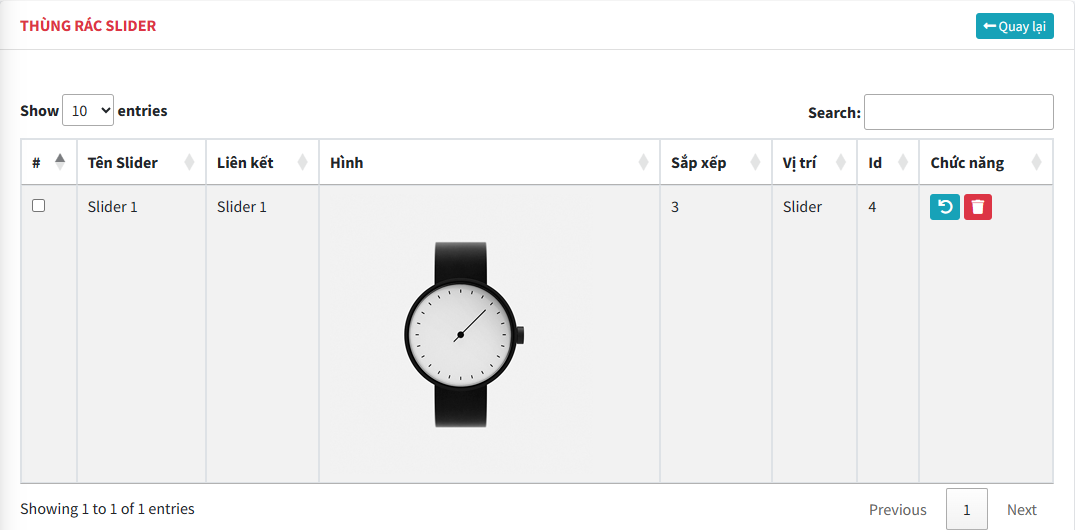 THÙNG RÁC SLIDER
Quay lại
Show 10 entries
Search:
# Tên Slider Liên kết Hình Sắp xếp Vị trí Id Chức năng
Slider 1 Slider 1 3 Slider 4
Showing 1 to 1 of 1 entries
Previous 1 Next